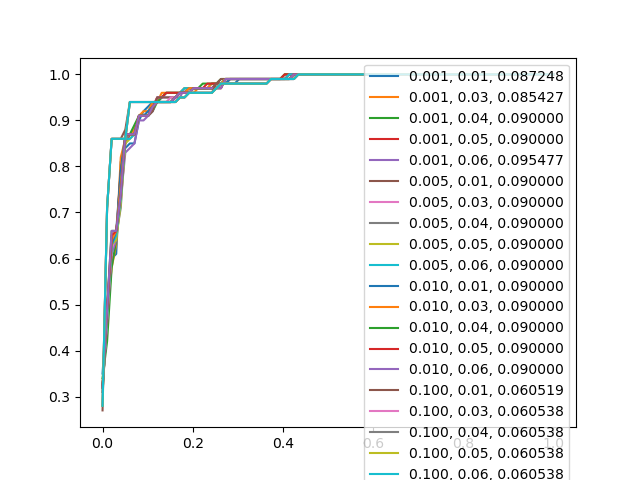 1.0
0.9
0.8
0.7
0.6
0.5
0.4
0.3
0.0
0.2
0.4
0.6
0.8
1.0
0.001, 0.01, 0.087248
0.001, 0.03, 0.085427
0.001, 0.04, 0.090000
0.001, 0.05, 0.090000
0.001, 0.06, 0.095477
0.005, 0.01, 0.090000
0.005, 0.03, 0.090000
0.005, 0.04, 0.090000
0.005, 0.05, 0.090000
0.005, 0.06, 0.090000
0.010, 0.01, 0.090000
0.010, 0.03, 0.090000
0.010, 0.04, 0.090000
0.010, 0.05, 0.090000
0.010, 0.06, 0.090000
0.100, 0.01, 0.060519
0.100, 0.03, 0.060538
0.100, 0.04, 0.060538
0.100, 0.05, 0.060538
0.100, 0.06, 0.060538